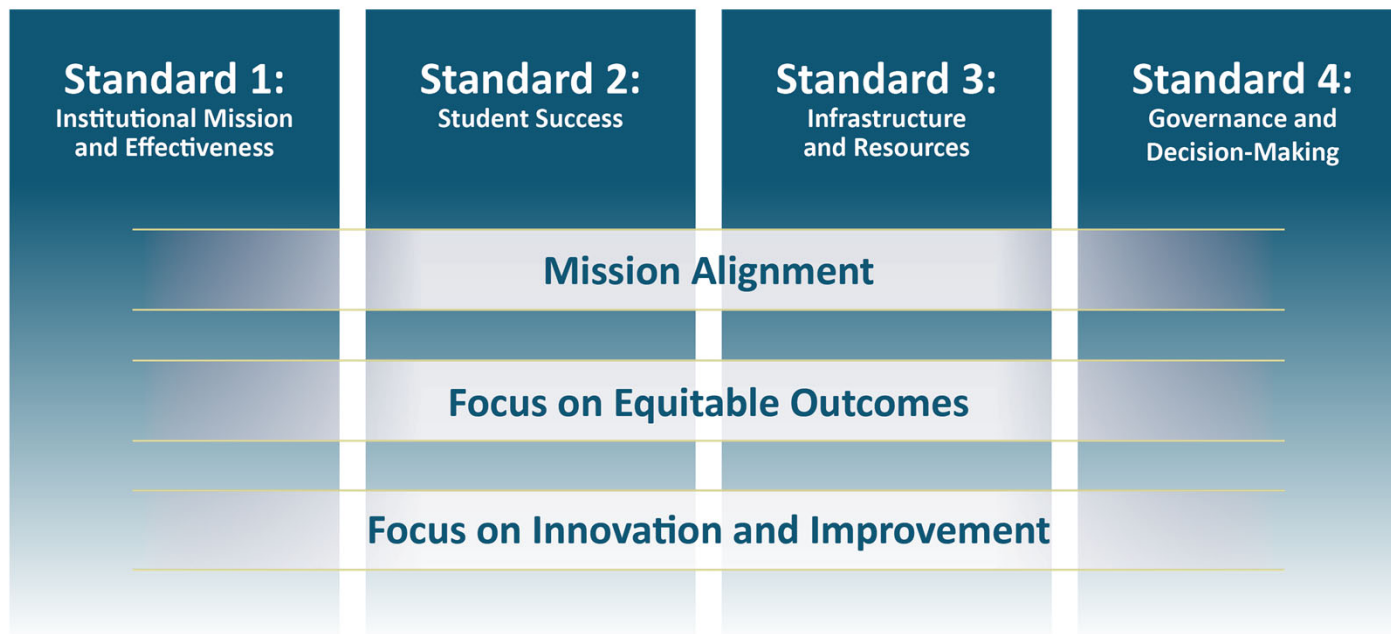 Standard 1:
Institutional Mission
and Effectiveness
Standard 2:
Student Success
Standard 3:
Infrastructure
and Resources
Standard 4:
Governance and
Decision-Making
Mission Alignment
Focus on Equitable Outcomes
Focus on Innovation and Improvement